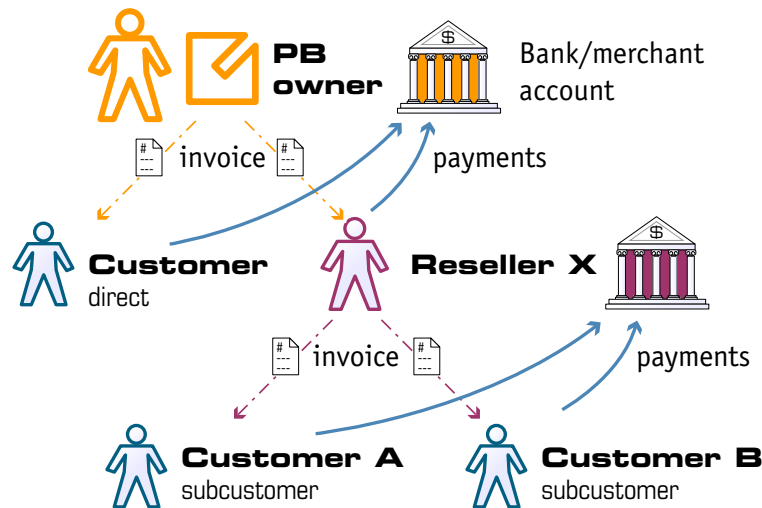 PB
owner
$
Bank/merchant
account
#
---
---
invoice
#
---
---
payments
Customer
direct
Reseller X
$
#
---
---
invoice
#
---
---
payments
Customer A
subcustomer
Customer B
subcustomer